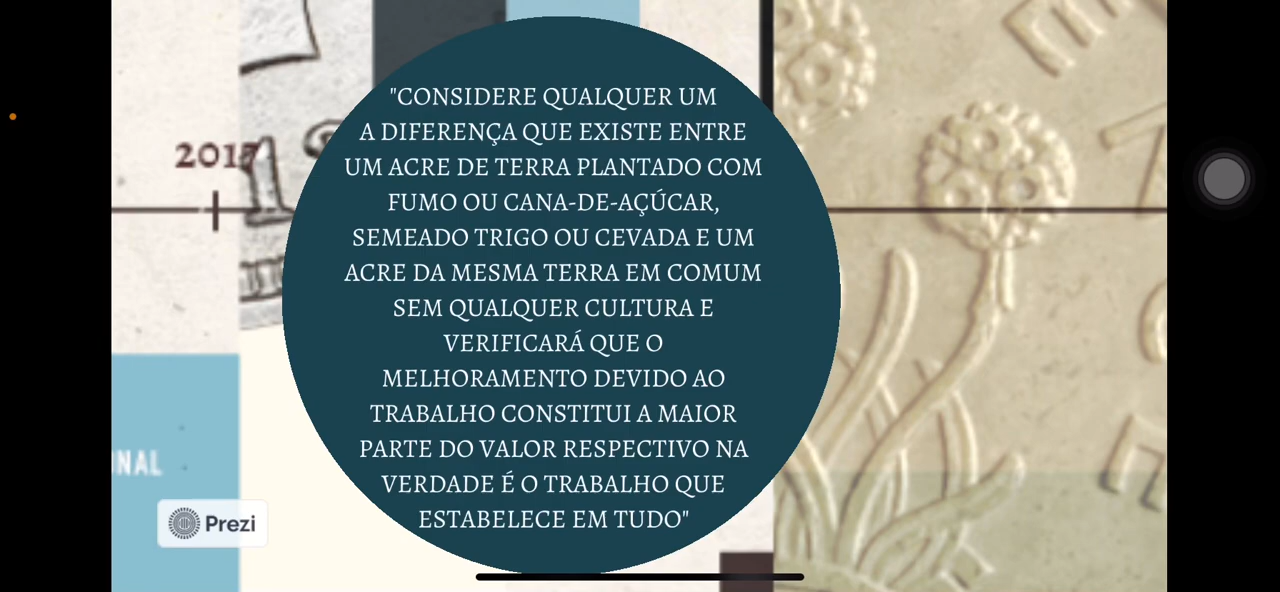 "CONSIDERE QUALQUER UM
A DIFERENÇA QUE EXISTE ENTRE
UM ACRE DE TERRA PLANTADO COM
FUMO OU CANA-DE-AÇÚCAR,
SEMEADO TRIGO OU CEVADA E UM
ACRE DA MESMA TERRA EM COMUM
SEM QUALQUER CULTURA E
VERIFICARÁ QUE O
MELHORAMENTO DEVIDO AO
TRABALHO CONSTITUI A MAIOR
PARTE DO VALOR RESPECTIVO NA
VERDADE É O TRABALHO QUE
ESTABELECE EM TUDO"
2017
NAL
Prezi